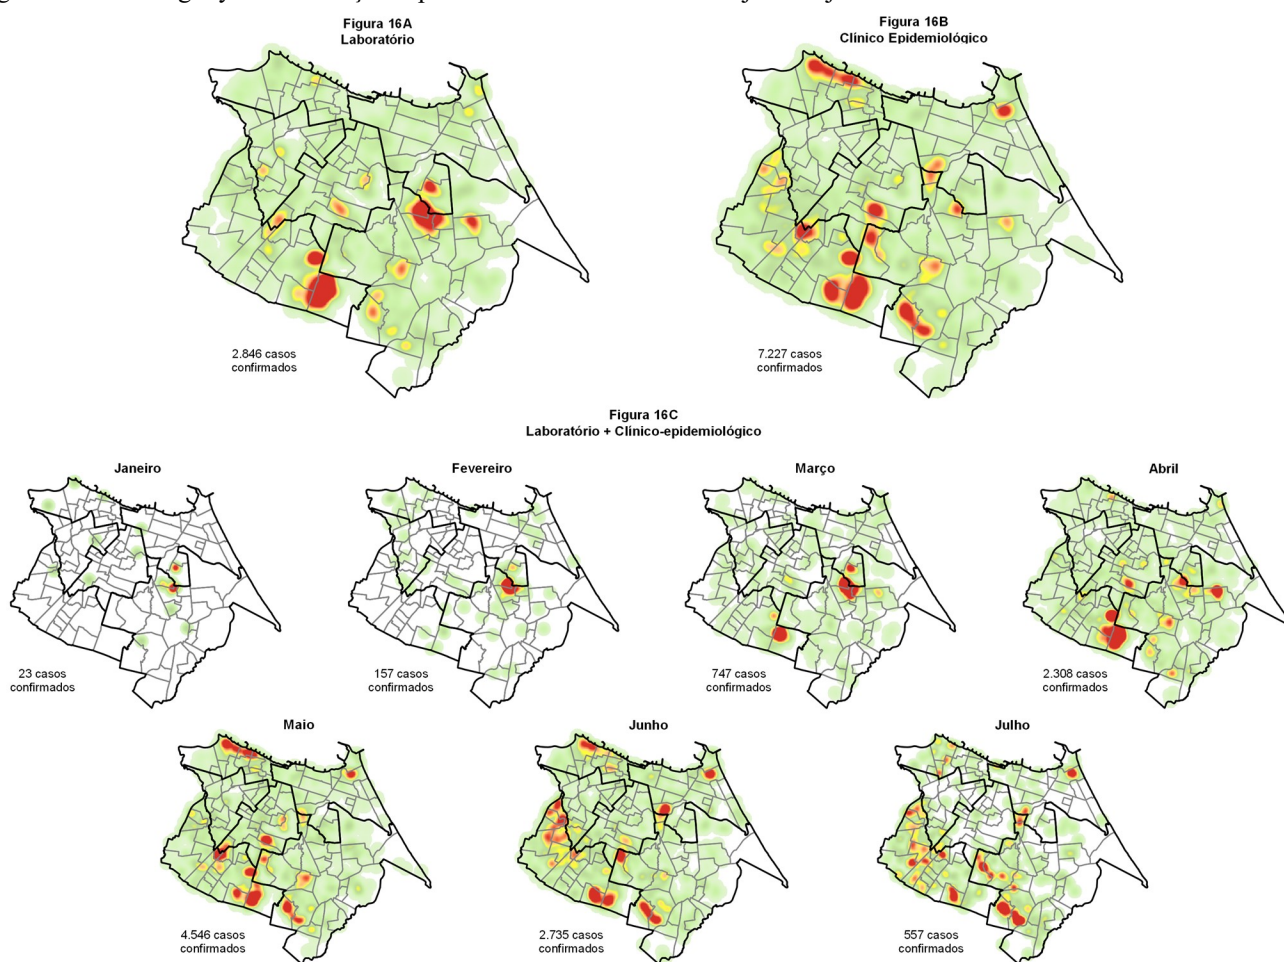 Figura 16A
Laboratório
Figura 16B
Clínico Epidemiológico
2.846 casos
confirmados
7.227 casos
confirmados
Figura 16C
Laboratório + Clínico-epidemiológico
Janeiro
Fevereiro
Março
Abril
23 casos
confirmados
157 casos
confirmados
747 casos
confirmados
2.308 casos
confirmados
Maio
Junho
Julho
4.546 casos
confirmados
2.735 casos
confirmados
557 casos
confirmados